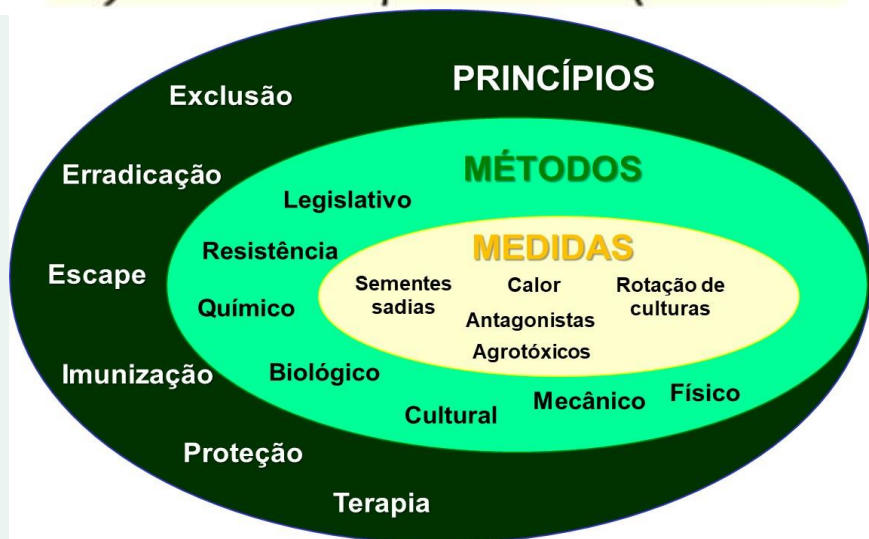 PRINCÍPIOS
Exclusão
Erradicação
Escape
Imunização
Proteção
Terapia
MÉTODOS
Legislativo
Resistência
Químico
Biológico
Cultural
Mecânico
Físico
MEDIDAS
Sementes
sadias
Calor
Rotação de
culturas
Antagonistas
Agrotóxicos